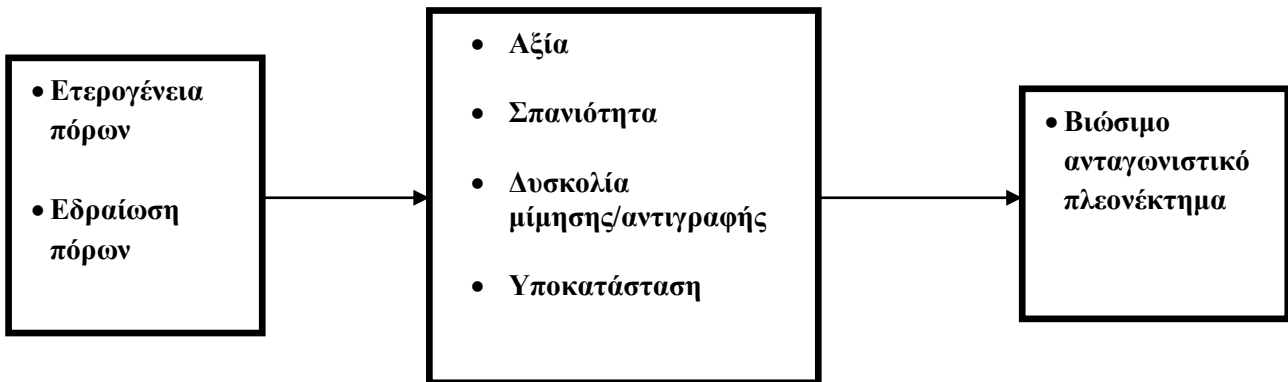 • Ετερογένεια
πόρων
• Εδραίωση
πόρων
• Αξία
• Σπανιότητα
• Δυσκολία
μίμησης/αντιγραφής
• Υποκατάσταση
• Βιώσιμο
ανταγωνιστικό
πλεονέκτημα